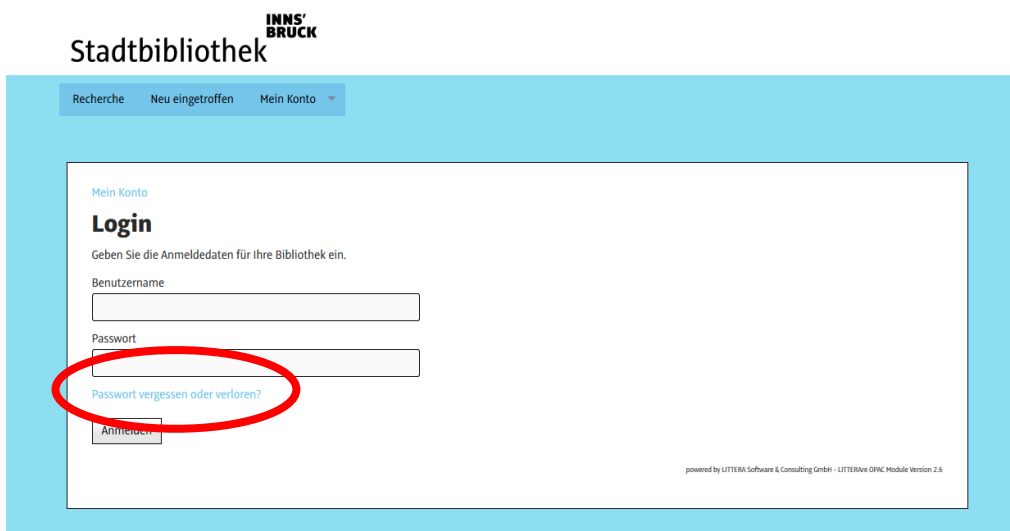 INNS'
BRUCK
Stadtbibliothek
Recherche Neu eingetroffen Mein Konto
Mein Konto
Login
Geben Sie die Anmeldedaten für Ihre Bibliothek ein.
Benutzername
Passwort
Passwort vergessen oder verloren?
Anmelden
powered by LITTERA Software & Consulting GmbH - LITTERAre OPAC Module Version 2.6